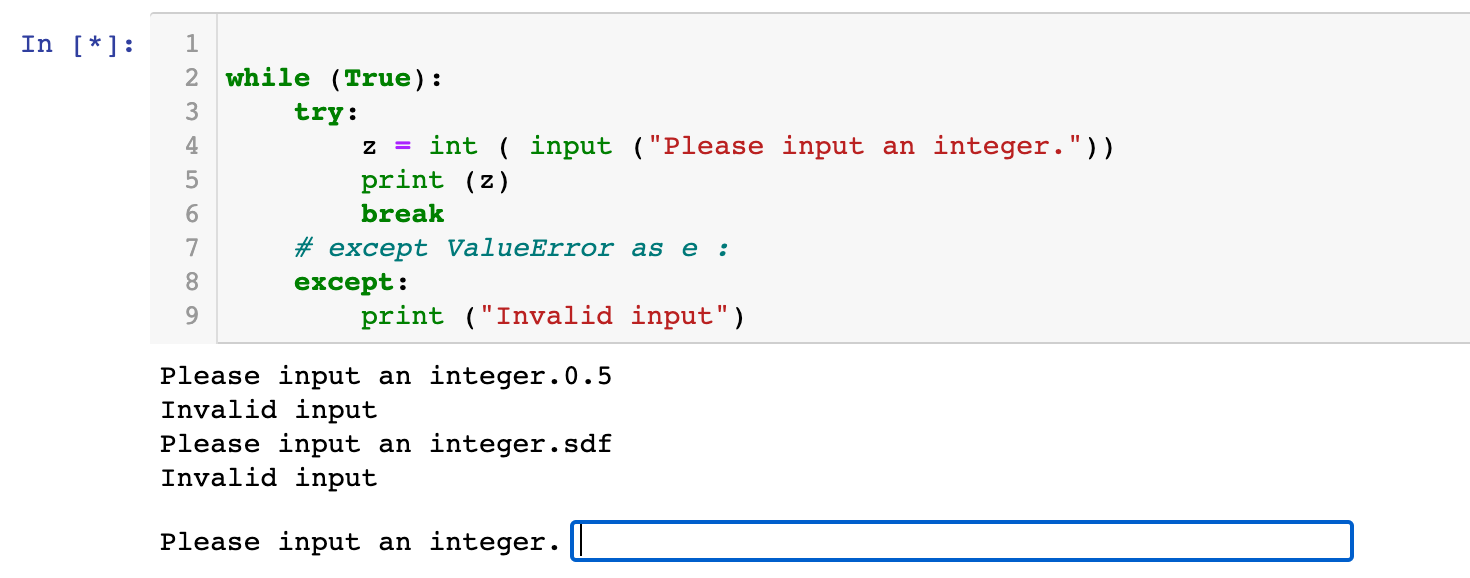 In [*]:
1
2 while (True):
3     try:
4         z = int ( input ("Please input an integer."))
5         print (z)
6         break
7     # except ValueError as e :
8     except:
9         print ("Invalid input")
Please input an integer.0.5
Invalid input
Please input an integer.sdf
Invalid input
Please input an integer.